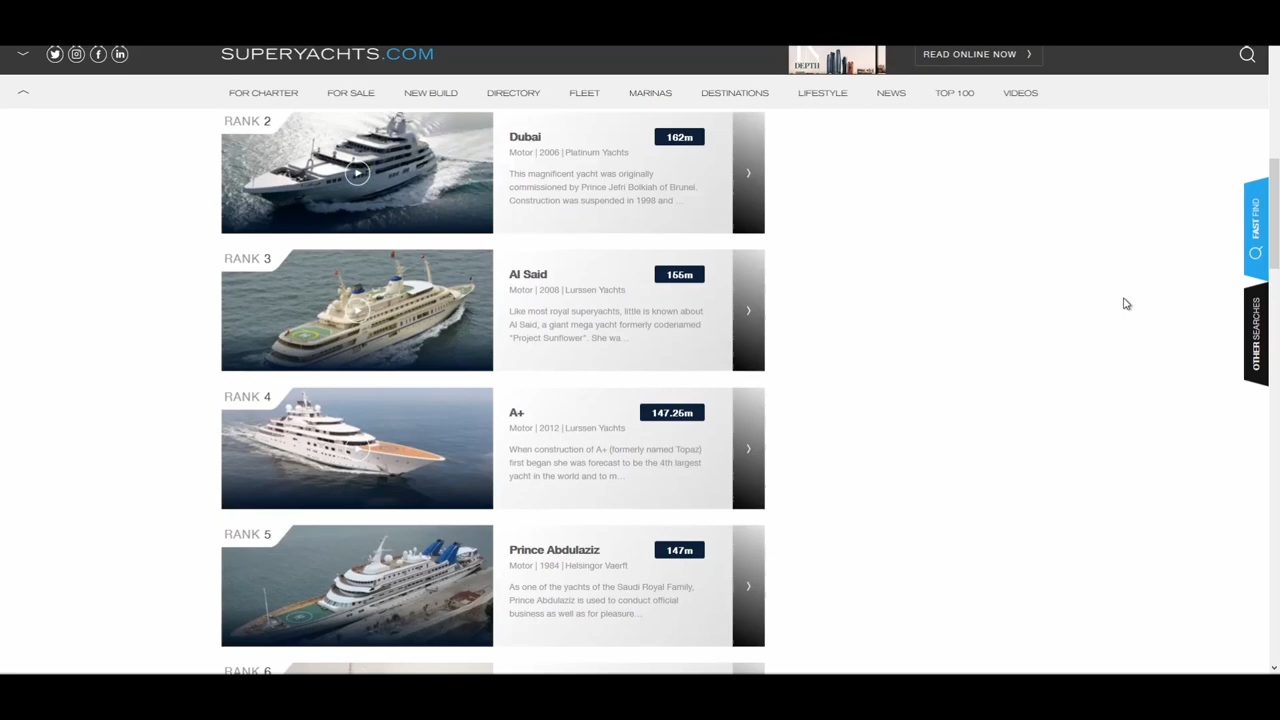 SUPERYACHTS.COM
DEPTH
READ ONLINE NOW
FOR CHARTER FOR SALE NEW BUILD DIRECTORY FLEET MARINAS DESTINATIONS LIFESTYLE NEWS TOP 100 VIDEOS
RANK 2
Dubai
162m
Motor | 2006 | Platinum Yachts
This magnificent yacht was originally
commissioned by Prince Jefri Bolkiah of Brunei.
Construction was suspended in 1998 and ...
RANK 3
Al Said
155m
Motor | 2008 | Lurssen Yachts
Like most royal superyachts, little is known about
Al Said, a giant mega yacht formerly codenamed
"Project Sunflower". She wa...
RANK 4
A+
147.25m
Motor | 2012 | Lurssen Yachts
When construction of A+ (formerly named Topaz)
first began she was forecast to be the 4th largest
yacht in the world and to m...
RANK 5
Prince Abdulaziz
147m
Motor | 1984 | Helsingor Vaerft
As one of the yachts of the Saudi Royal Family,
Prince Abdulaziz is used to conduct official
business as well as for pleasure...
RANK 6
FAST FIND
OTHER SEARCHES